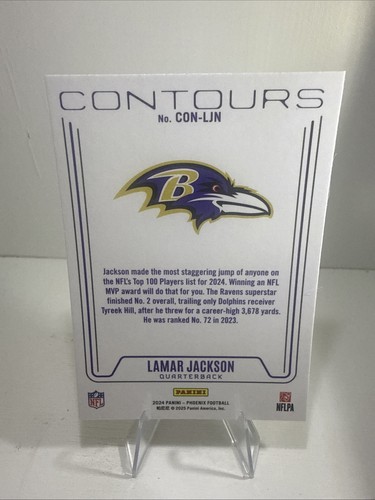 CONTOURS
No. CON-LJN
B
Jackson made the most staggering jump of anyone on
the NFL's Top 100 Players list for 2024. Winning an NFL
MVP award will do that for you. The Ravens superstar
finished No. 2 overall, trailing only Dolphins receiver
Tyreek Hill, after he threw for a career-high 3,678 yards.
He was ranked No. 72 in 2023.
LAMAR JACKSON
QUARTERBACK
PANINI
NFL
2024 PANINI – PHOENIX FOOTBALL
© 2025 Panini America, Inc.
NFLPA